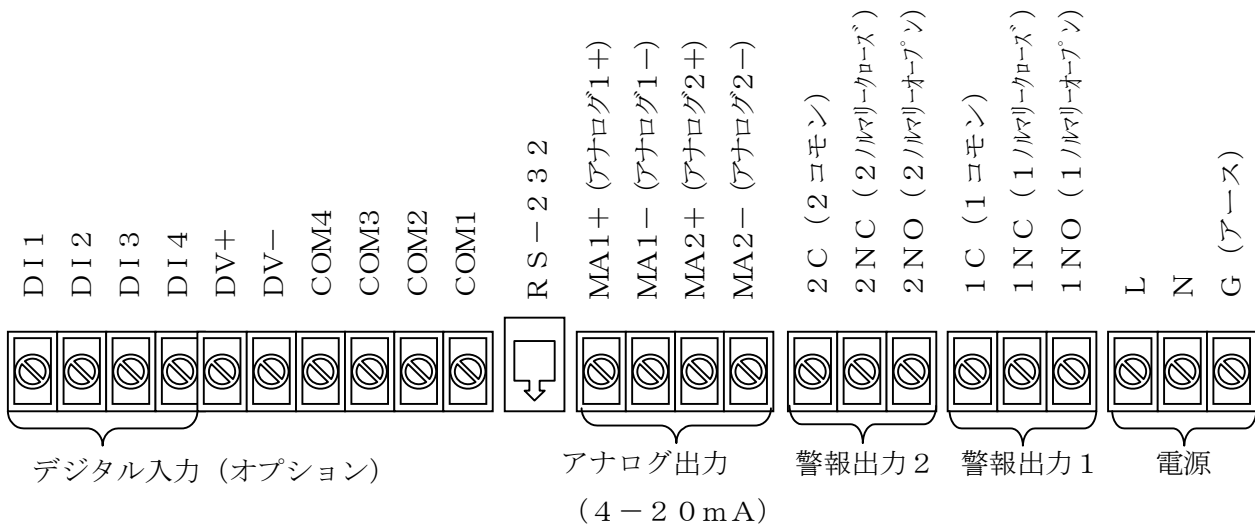 DI1
DI2
DI3
DI4
DV+
DV−
COM4
COM3
COM2
COM1
RS−232
MA1+（アナログ1+）
MA1−（アナログ1−）
MA2+（アナログ2+）
MA2−（アナログ2−）
2C（2コモン）
2NC（2ﾉﾙﾏﾘｰｸﾛｰｽﾞ）
2NO（2ﾉﾙﾏﾘｰｵｰﾌﾟﾝ）
1C（1コモン）
1NC（1ﾉﾙﾏﾘｰｸﾛｰｽﾞ）
1NO（1ﾉﾙﾏﾘｰｵｰﾌﾟﾝ）
L
N
G（アース）
デジタル入力（オプション）
アナログ出力
（4−20mA）
警報出力2
警報出力1
電源